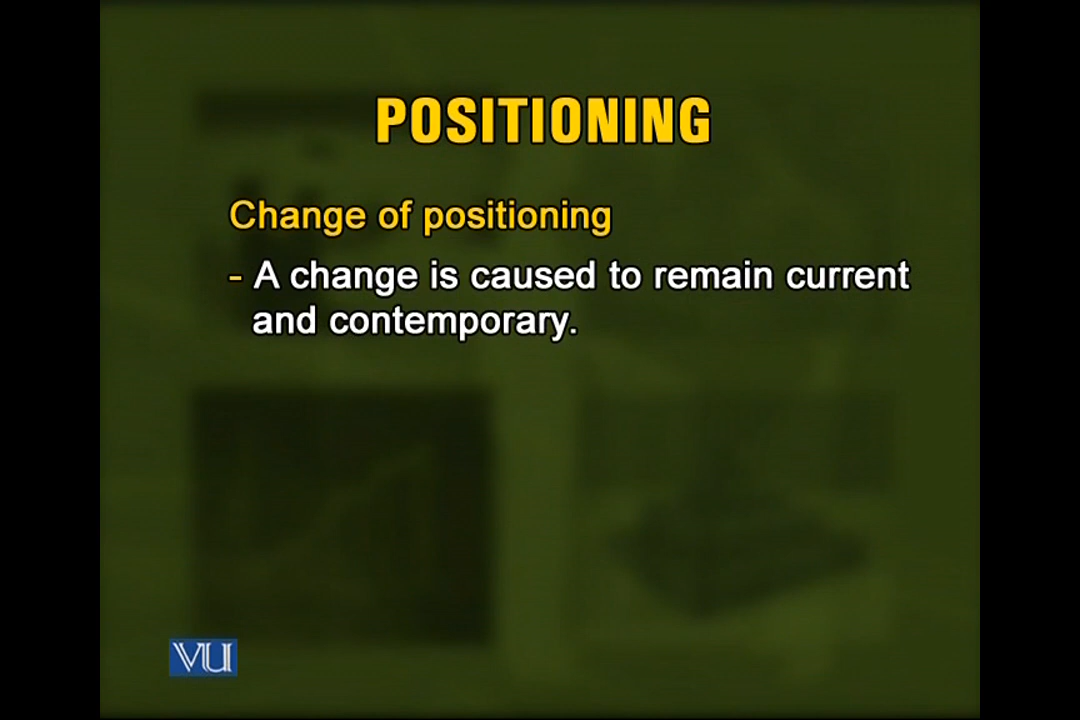 POSITIONING
Change of positioning
- A change is caused to remain current
and contemporary.
VU